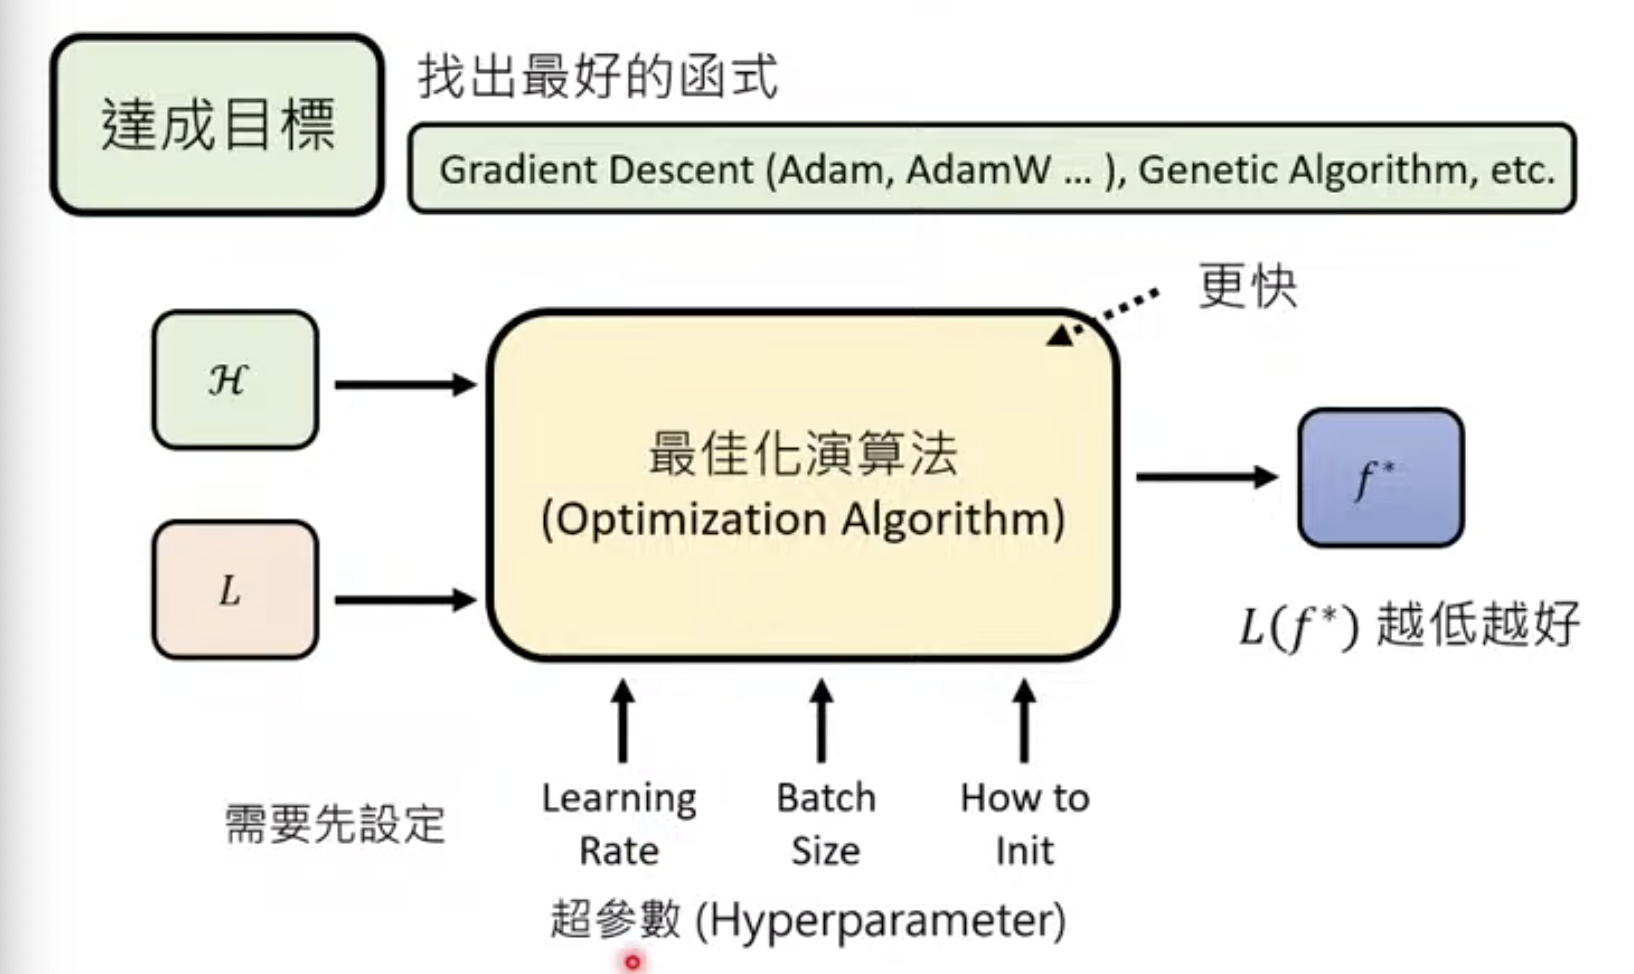 達成目標
找出最好的函式
Gradient Descent (Adam, AdamW ... ), Genetic Algorithm, etc.
更快
ℋ
最佳化演算法
(Optimization Algorithm)
f*
L
L(f*) 越低越好
需要先設定
Learning
Rate
Batch
Size
How to
Init
超參數 (Hyperparameter)